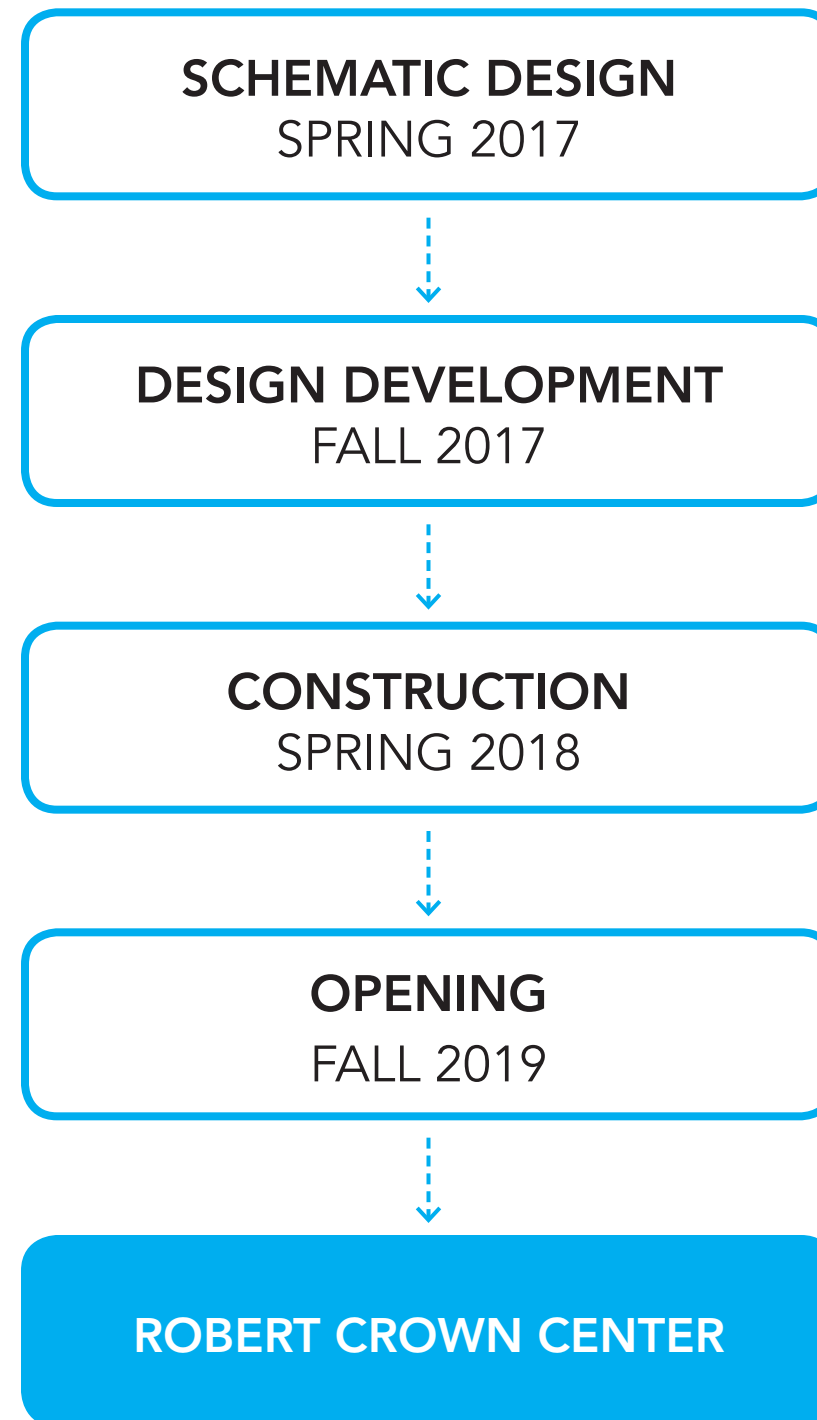 SCHEMATIC DESIGN
SPRING 2017
DESIGN DEVELOPMENT
FALL 2017
CONSTRUCTION
SPRING 2018
OPENING
FALL 2019
ROBERT CROWN CENTER